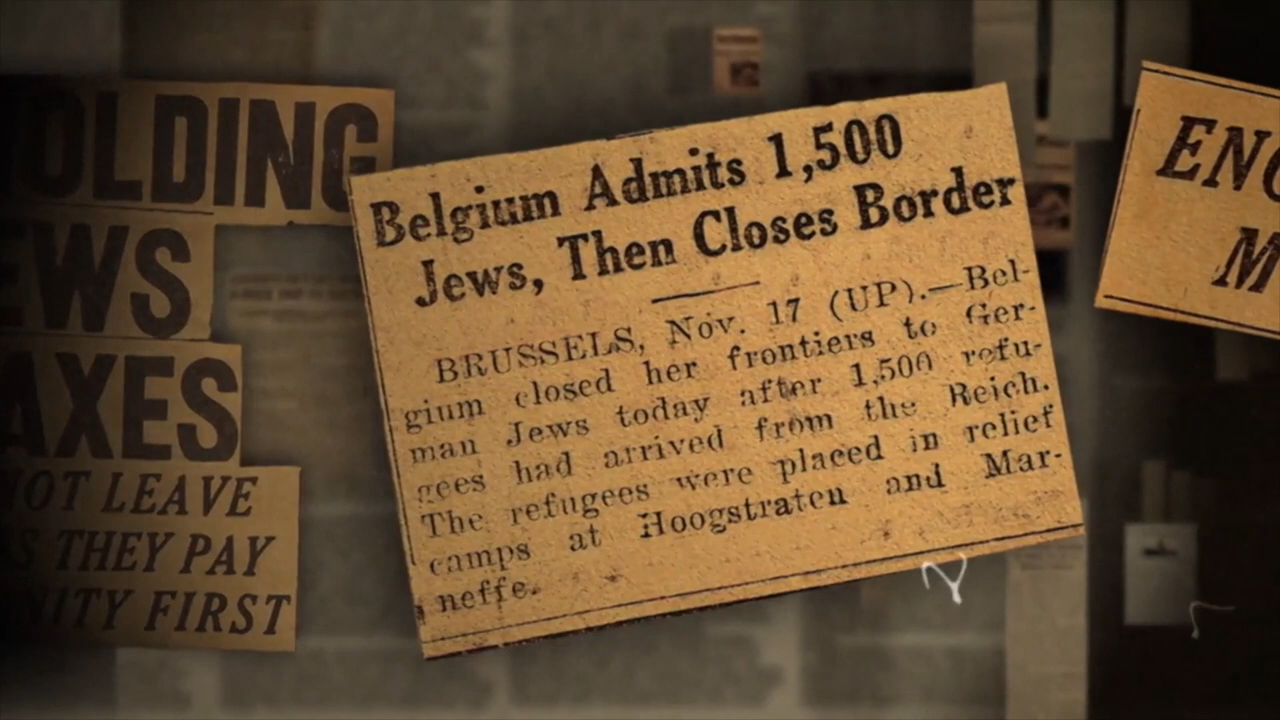 OLDING
EWS
AXES
NOT LEAVE
S THEY PAY
NITY FIRST
Belgium Admits 1,500
Jews, Then Closes Border
BRUSSELS, Nov. 17 (UP).—Bel-
gium closed her frontiers to Ger-
man Jews today after 1,500 refu-
gees had arrived from the Reich.
The refugees were placed in relief
camps at Hoogstraten and Mar-
neffe.
ENG
M